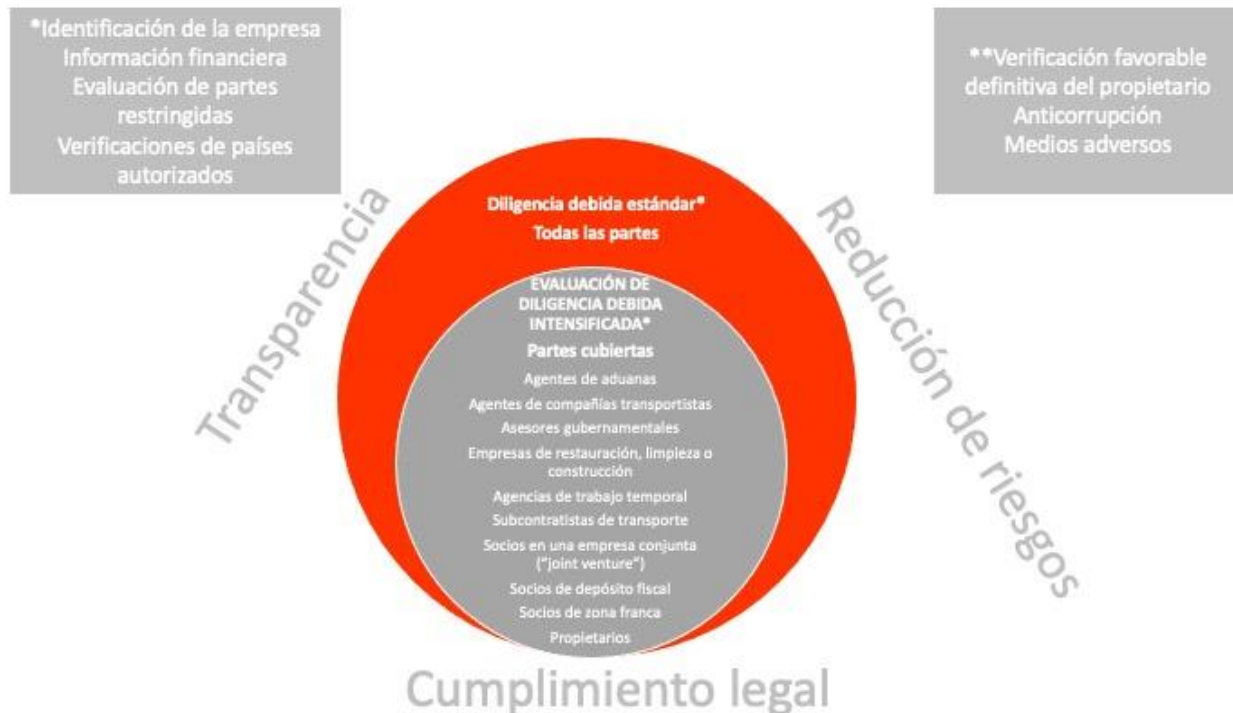 *Identificación de la empresa
Información financiera
Evaluación de partes
restringidas
Verificaciones de países
autorizados
**Verificación favorable
definitiva del propietario
Anticorrupción
Medios adversos
Transparencia
Reducción de riesgos
Diligencia debida estándar*
Todas las partes
EVALUACIÓN DE
DILIGENCIA DEBIDA
INTENSIFICADA*
Partes cubiertas
Agentes de aduanas
Agentes de compañías transportistas
Asesores gubernamentales
Empresas de restauración, limpieza o
construcción
Agencias de trabajo temporal
Subcontratistas de transporte
Socios en una empresa conjunta
("joint venture")
Socios de depósito fiscal
Socios de zona franca
Propietarios
Cumplimiento legal